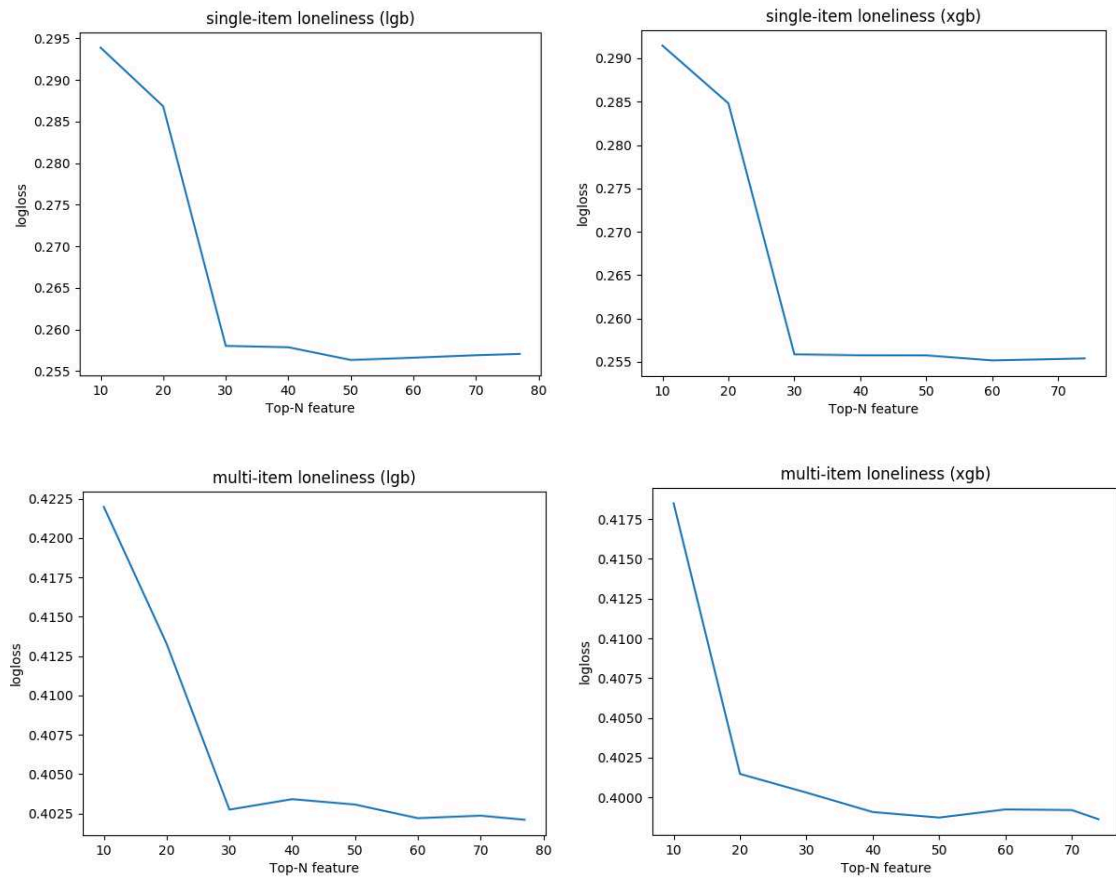 single-item loneliness (lgb)
0.295
0.290
0.285
0.280
0.275
0.270
0.265
0.260
0.255
logloss
10 20 30 40 50 60 70 80
Top-N feature
single-item loneliness (xgb)
0.290
0.285
0.280
0.275
0.270
0.265
0.260
0.255
logloss
10 20 30 40 50 60 70
Top-N feature
multi-item loneliness (lgb)
0.4225
0.4200
0.4175
0.4150
0.4125
0.4100
0.4075
0.4050
0.4025
logloss
10 20 30 40 50 60 70 80
Top-N feature
multi-item loneliness (xgb)
0.4175
0.4150
0.4125
0.4100
0.4075
0.4050
0.4025
0.400
logloss
10 20 30 40 50 60 70
Top-N feature